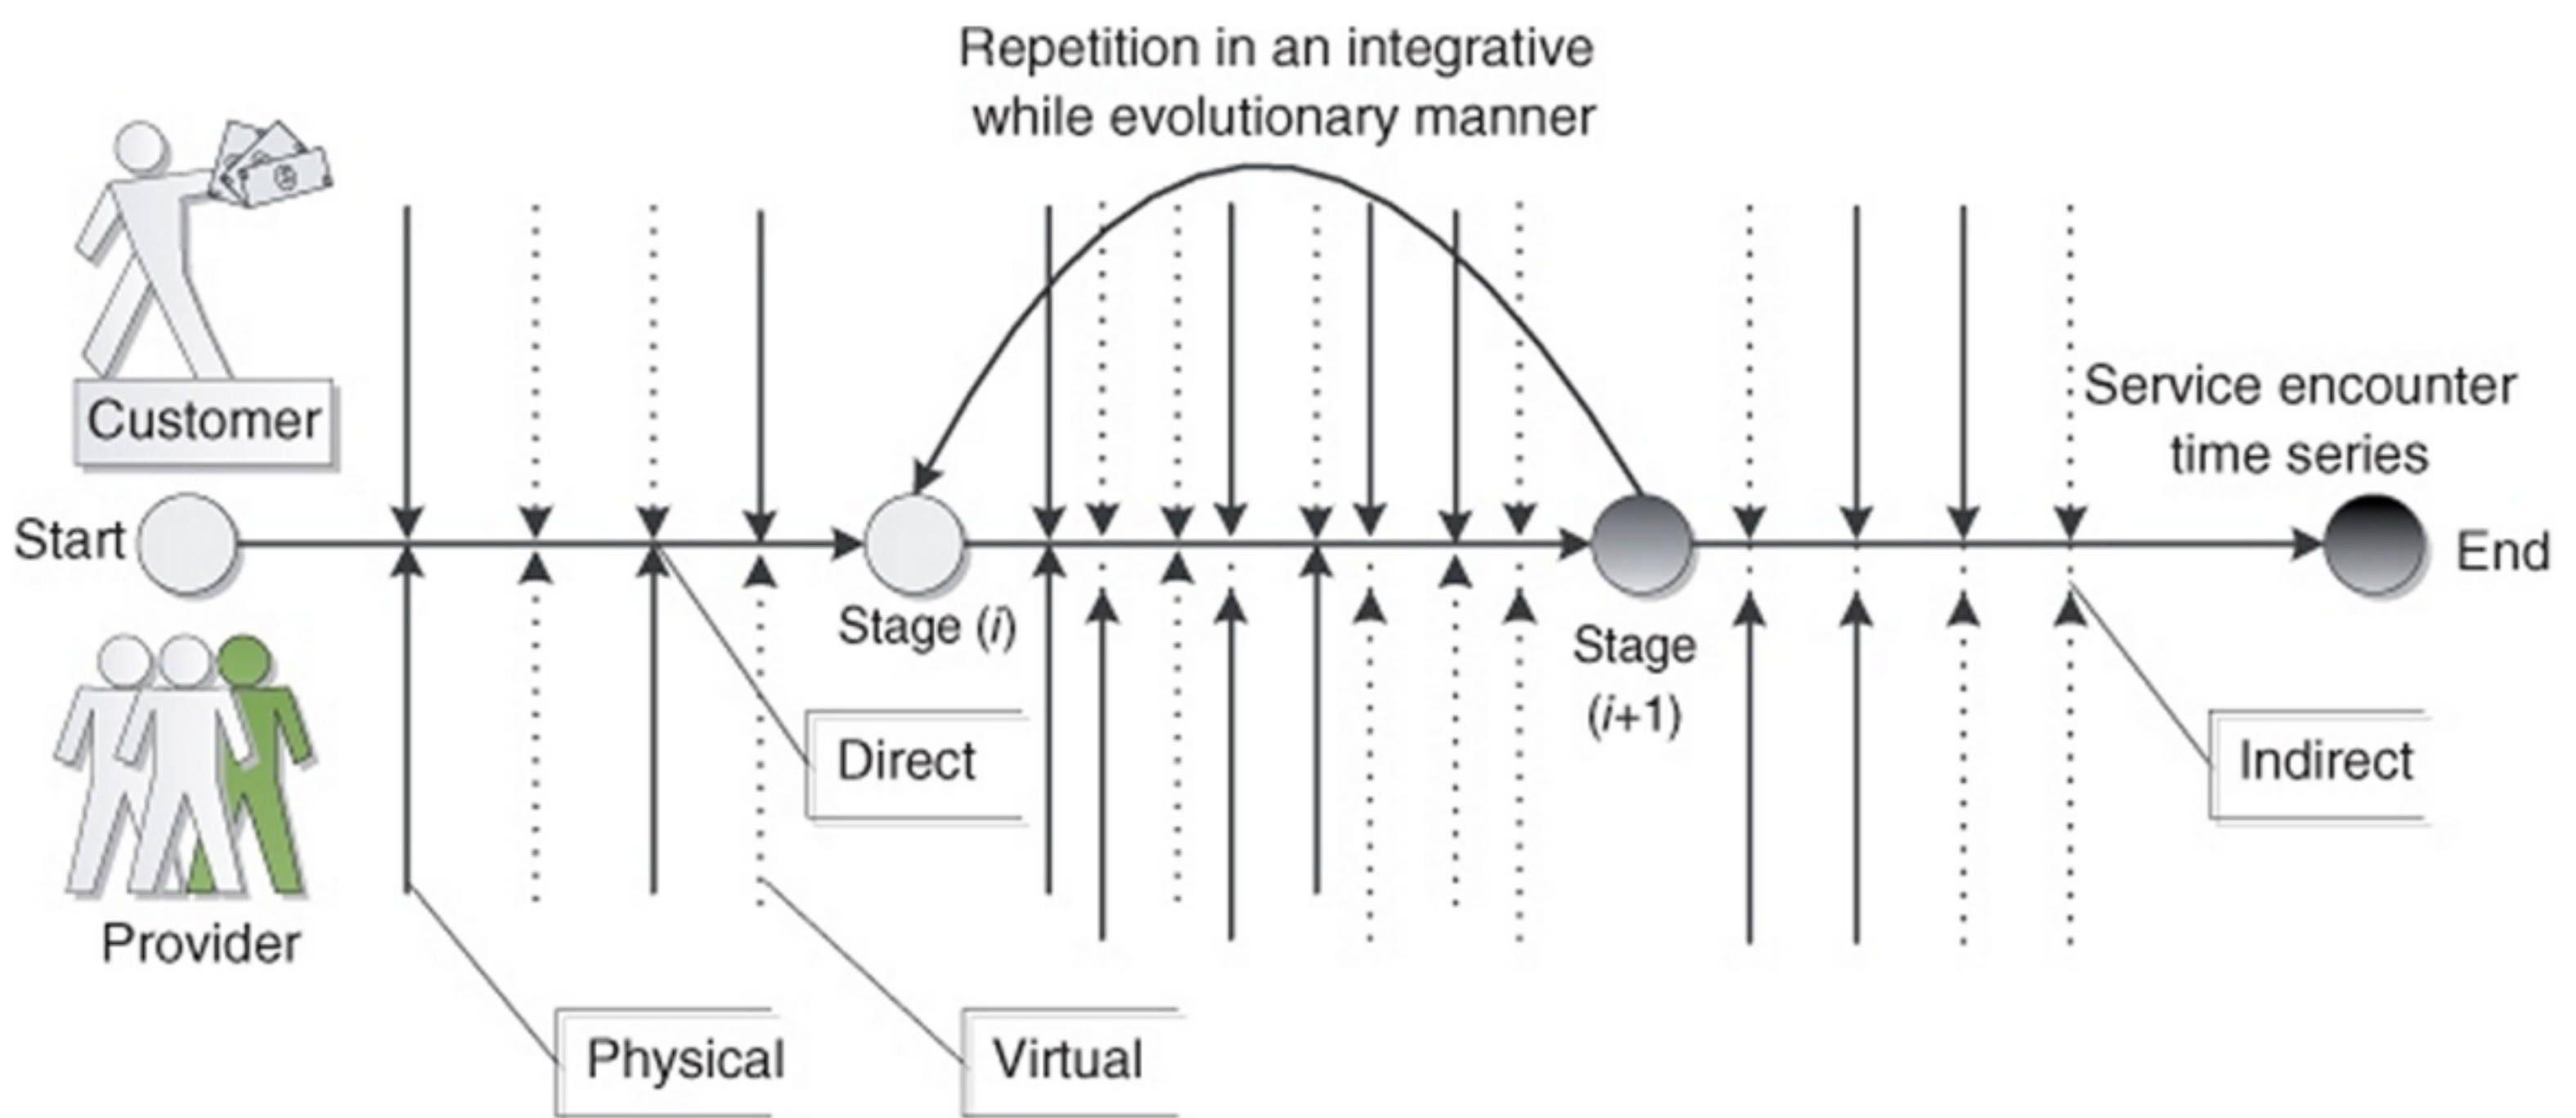 Repetition in an integrative
while evolutionary manner
Customer
Service encounter
time series
Start
End
Stage (i)
Stage
(i+1)
Direct
Indirect
Provider
Physical
Virtual